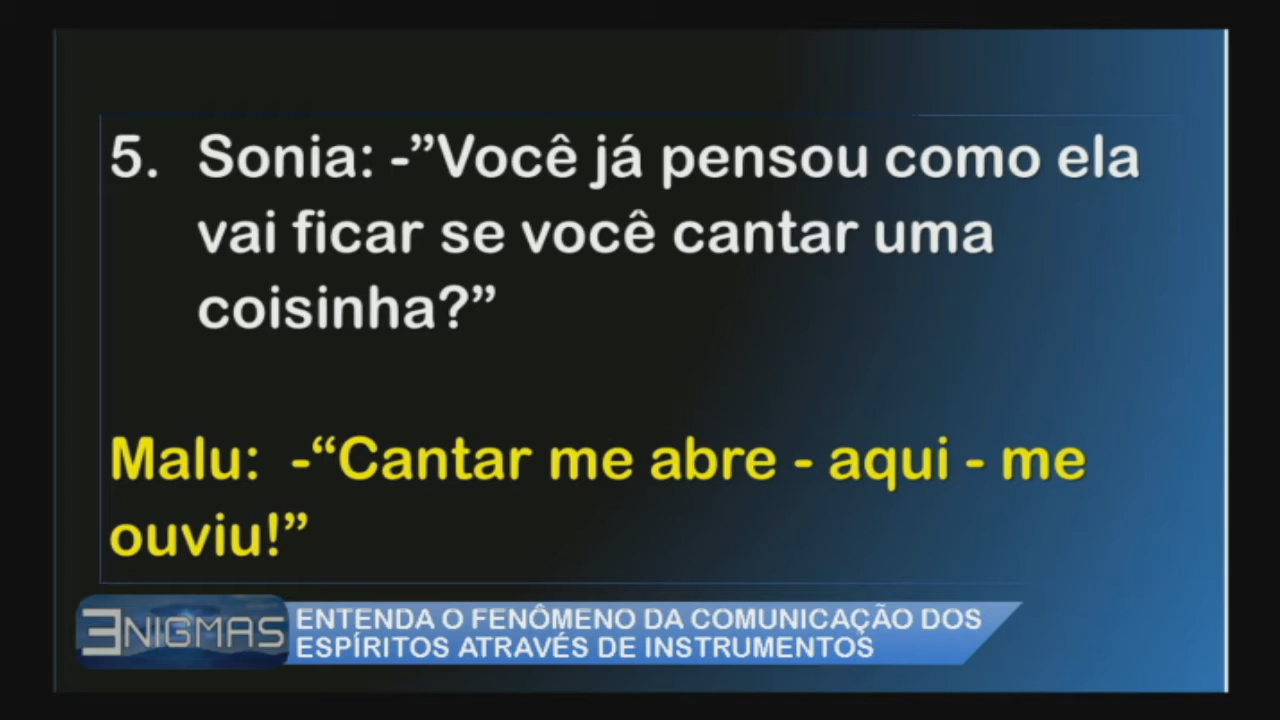 5. Sonia: -”Você já pensou como ela
vai ficar se você cantar uma
coisinha?”
Malu: -“Cantar me abre - aqui - me
ouviu!”
ENIGMAS
ENTENDA O FENÔMENO DA COMUNICAÇÃO DOS
ESPÍRITOS ATRAVÉS DE INSTRUMENTOS